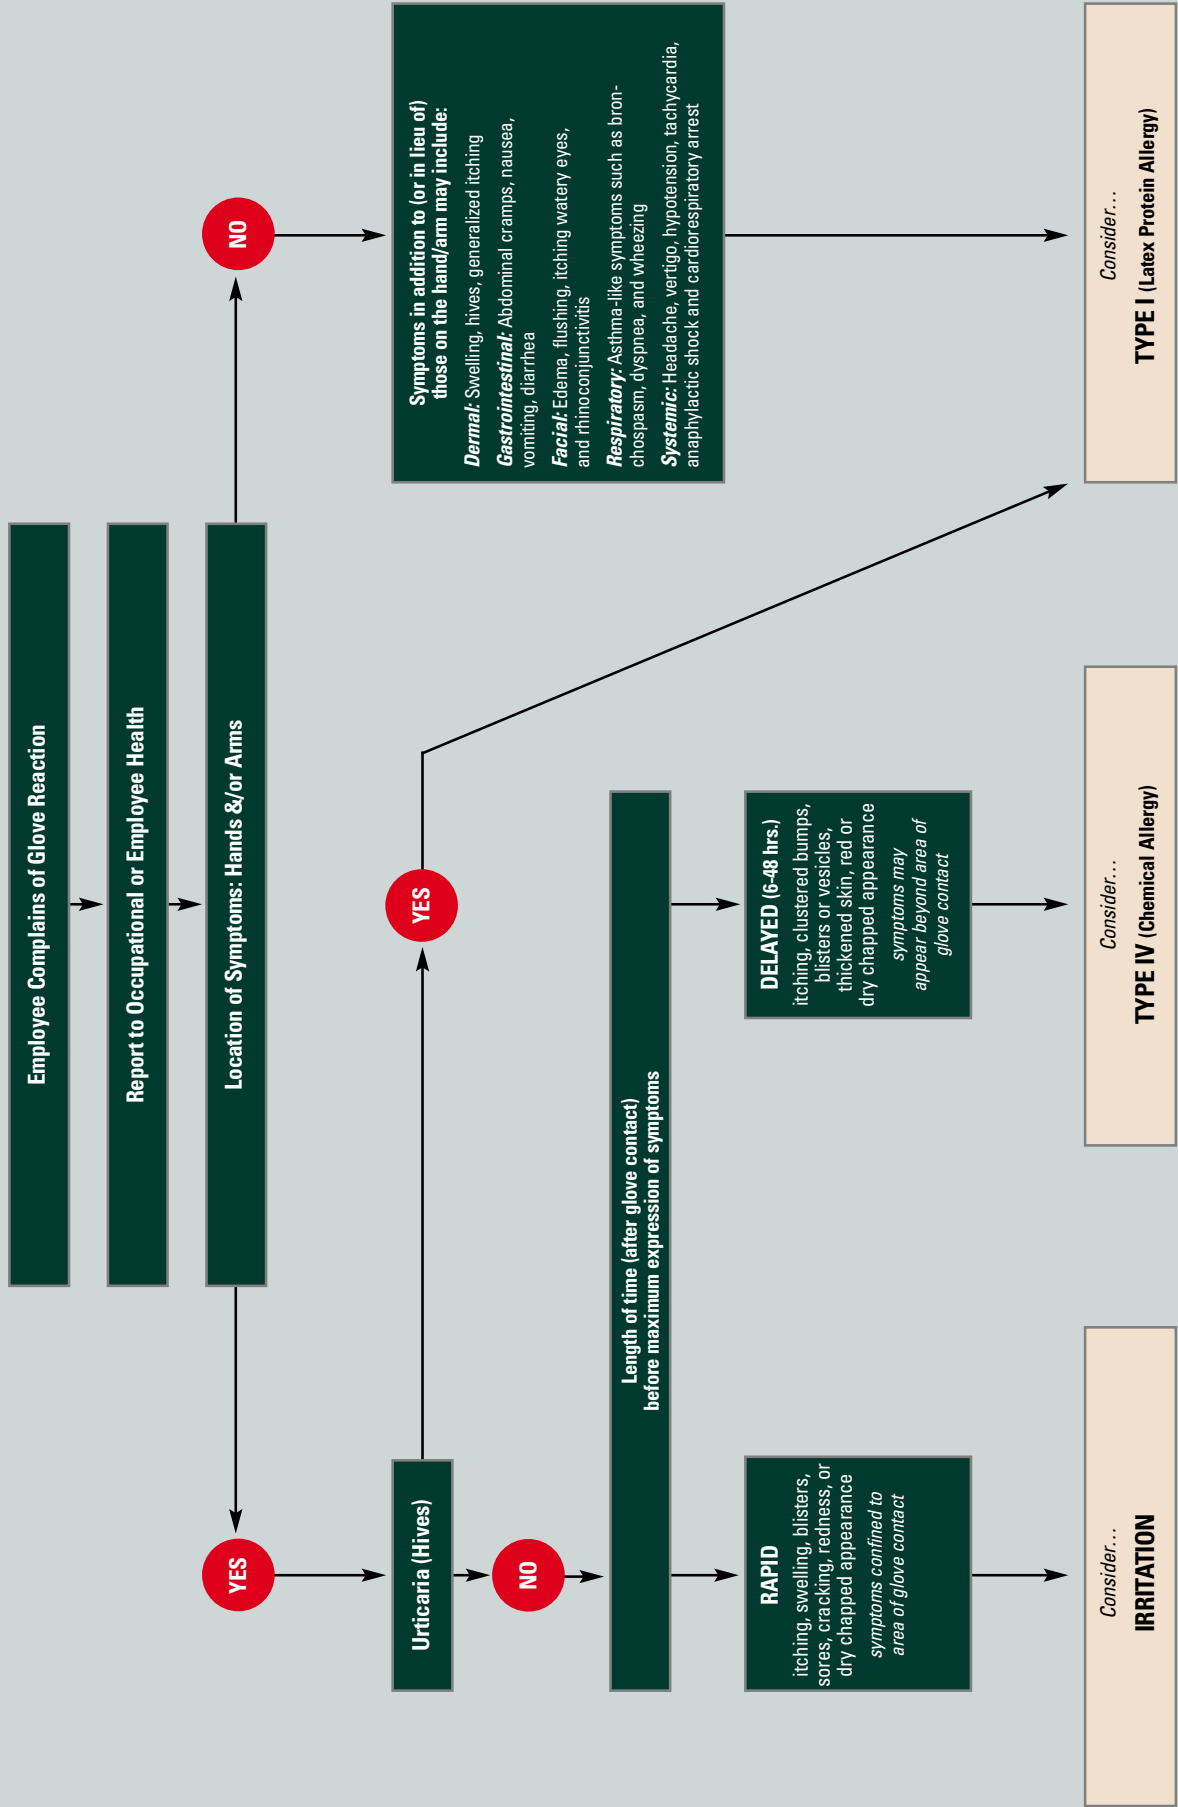 Employee Complains of Glove Reaction
Report to Occupational or Employee Health
Location of Symptoms: Hands &/or Arms
YES
NO
Urticaria (Hives)
YES
Symptoms in addition to (or in lieu of)
those on the hand/arm may include:
Dermal: Swelling, hives, generalized itching
Gastrointestinal: Abdominal cramps, nausea,
vomiting, diarrhea
Facial: Edema, flushing, itching watery eyes,
and rhinoconjunctivitis
Respiratory: Asthma-like symptoms such as bron-
chospasm, dyspnea, and wheezing
Systemic: Headache, vertigo, hypotension, tachycardia,
anaphylactic shock and cardiorespiratory arrest
NO
Length of time (after glove contact)
before maximum expression of symptoms
RAPID
itching, swelling, blisters,
sores, cracking, redness, or
dry chapped appearance
symptoms confined to
area of glove contact
DELAYED (6-48 hrs.)
itching, clustered bumps,
blisters or vesicles,
thickened skin, red or
dry chapped appearance
symptoms may
appear beyond area of
glove contact
Consider...
IRRITATION
Consider...
TYPE IV (Chemical Allergy)
Consider...
TYPE I (Latex Protein Allergy)